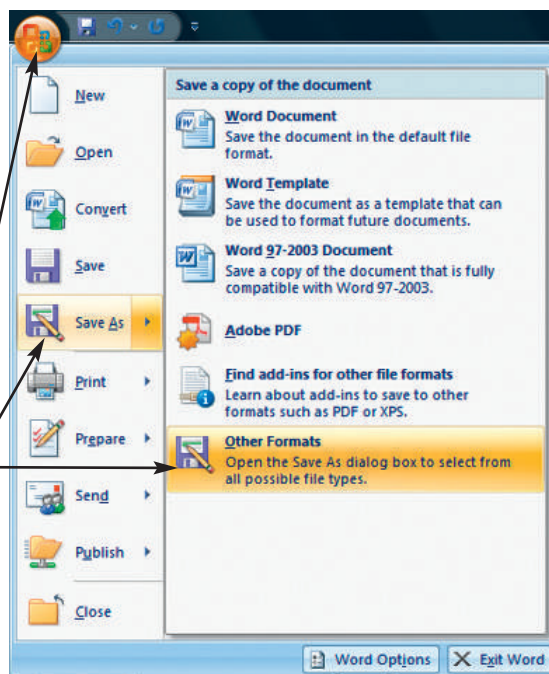 New
Open
Convert
Save
Save As
Print
Prepare
Send
Publish
Close
Save a copy of the document
Word Document
Save the document in the default file
format.
Word Template
Save the document as a template that can
be used to format future documents.
Word 97-2003 Document
Save a copy of the document that is fully
compatible with Word 97-2003.
Adobe PDF
Find add-ins for other file formats
Learn about add-ins to save to other
formats such as PDF or XPS.
Other Formats
Open the Save As dialog box to select from
all possible file types.
Word Options
Exit Word